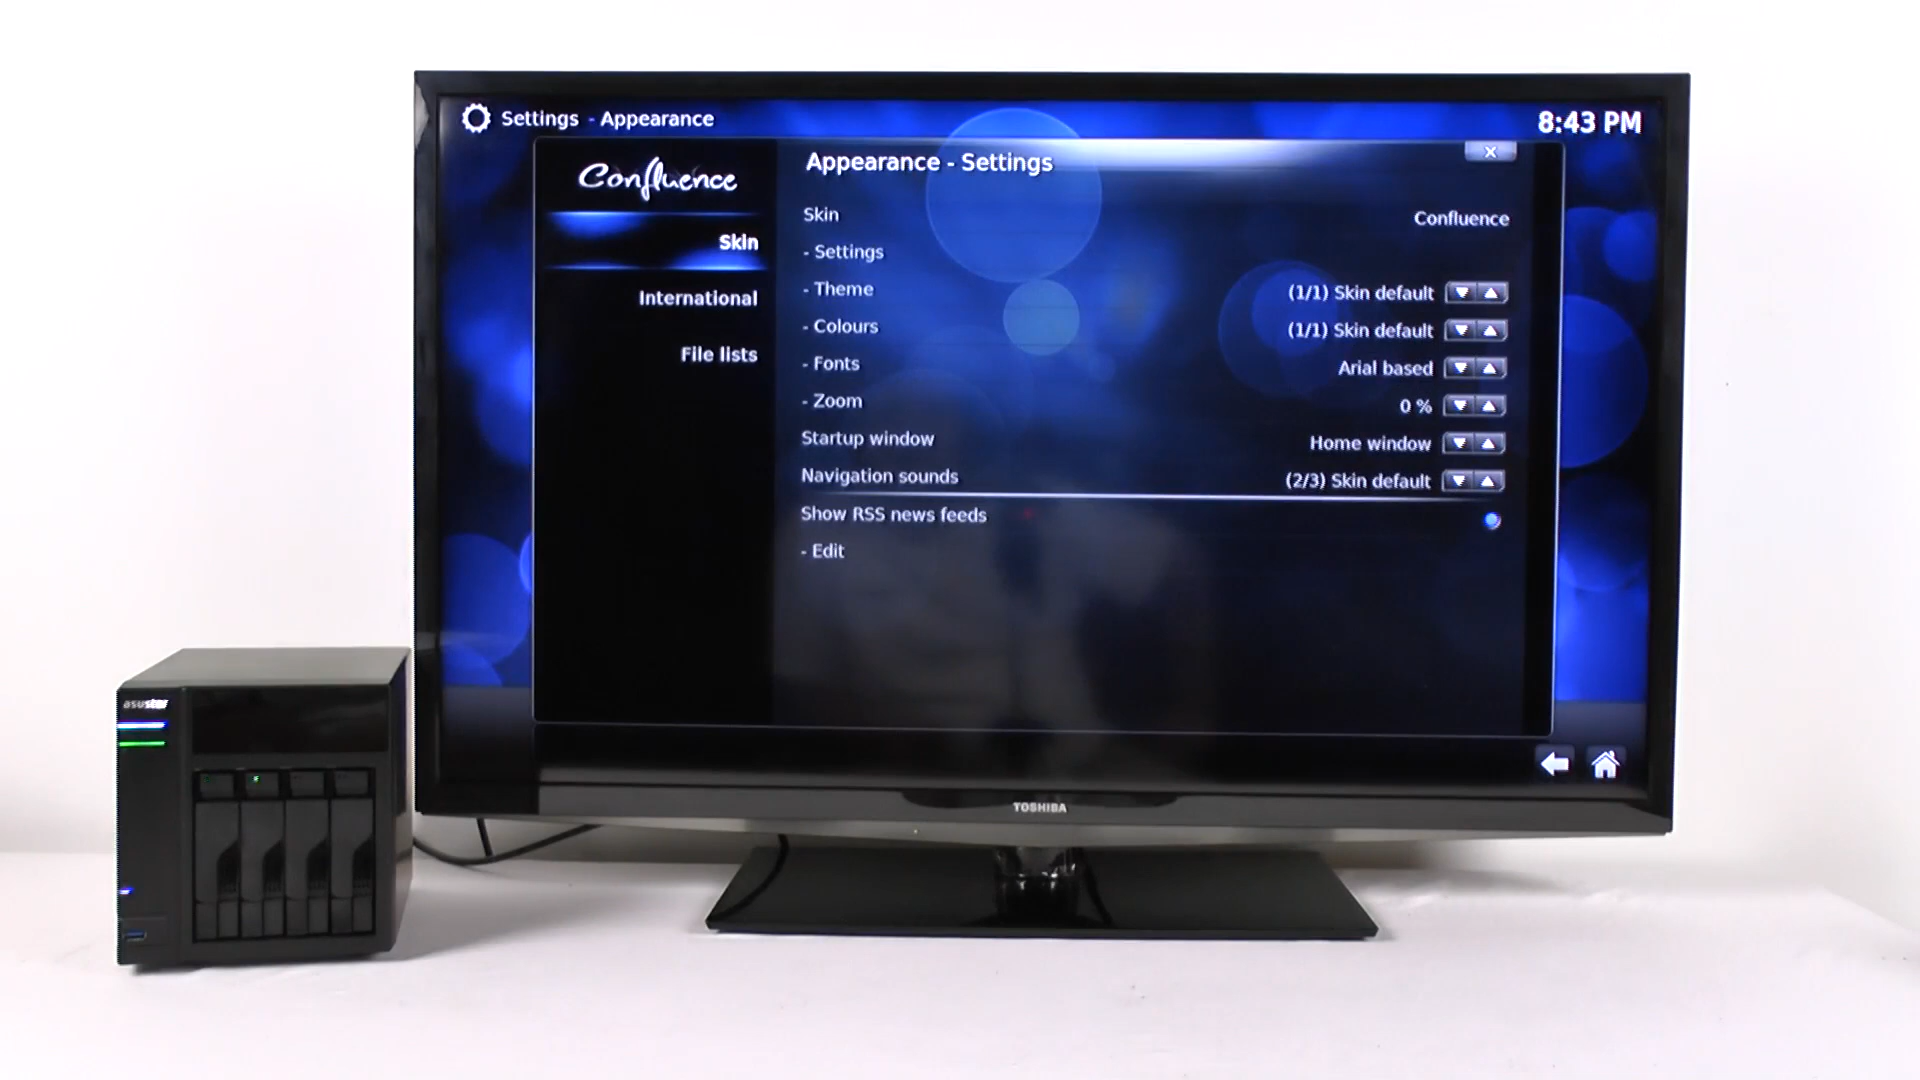 Settings - Appearance
8:43 PM
Confluence
Skin
International
File lists
Appearance - Settings
Skin Confluence
- Settings
- Theme (1/1) Skin default
- Colours (1/1) Skin default
- Fonts Arial based
- Zoom 0 %
Startup window Home window
Navigation sounds (2/3) Skin default
Show RSS news feeds
- Edit
TOSHIBA
asustor